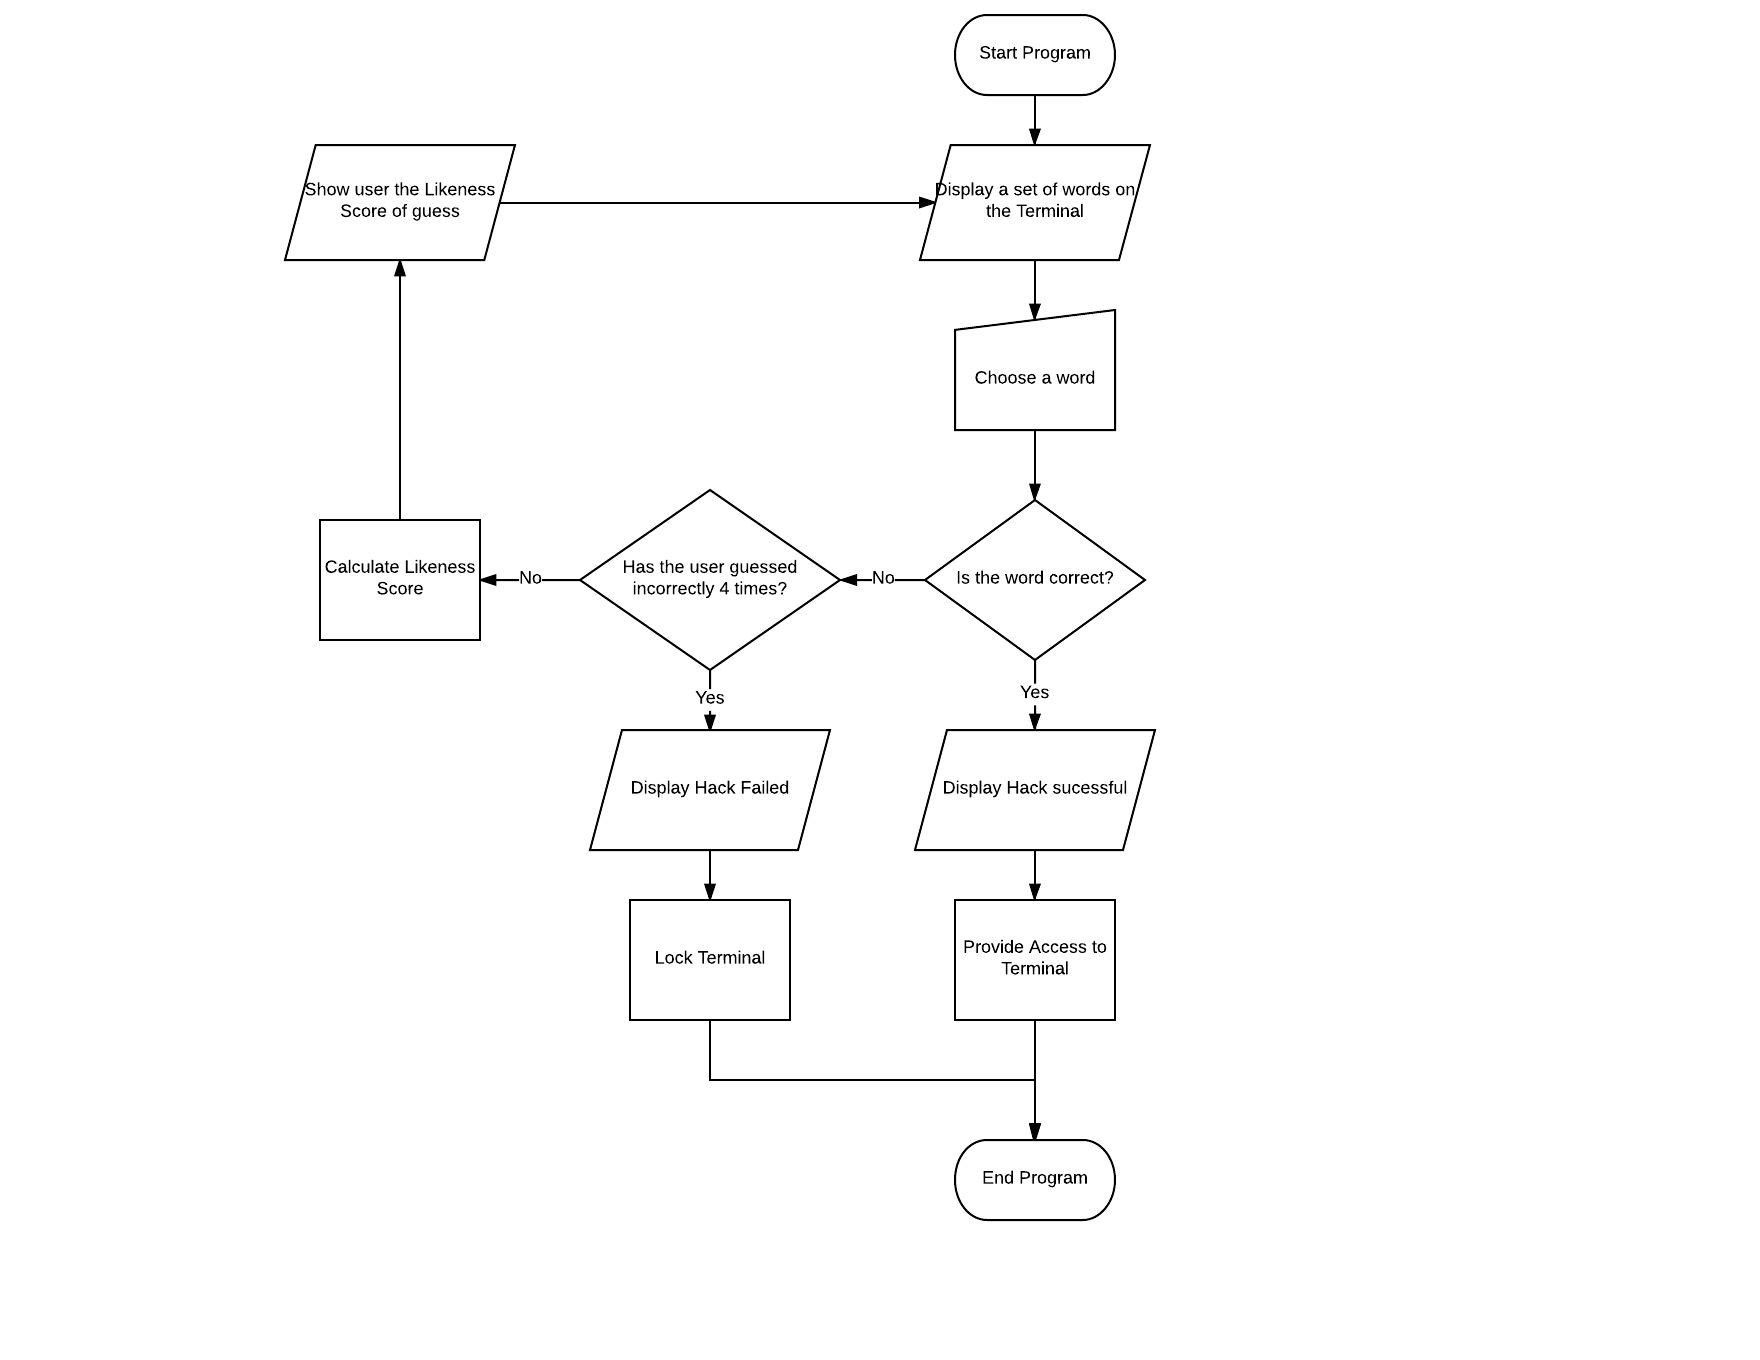 Start Program
Show user the Likeness
Score of guess
Display a set of words on
the Terminal
Choose a word
Calculate Likeness
Score
No
Has the user guessed
incorrectly 4 times?
No
Is the word correct?
Yes
Yes
Display Hack Failed
Display Hack sucessful
Lock Terminal
Provide Access to
Terminal
End Program